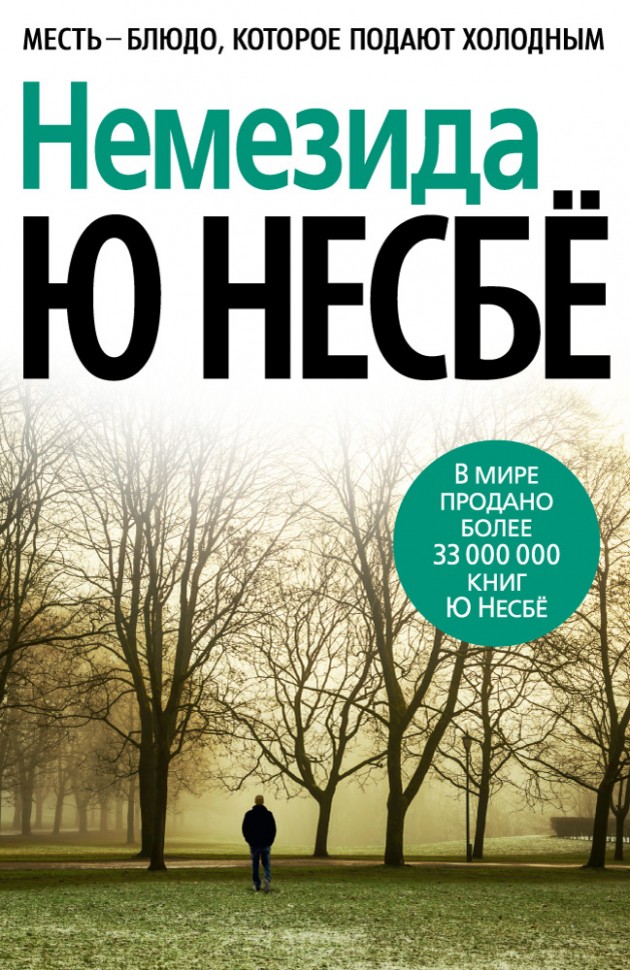 МЕСТЬ – БЛЮДО, КОТОРОЕ ПОДАЮТ ХОЛОДНЫМ
Немезида
Ю НЕСБЁ
В МИРЕ
ПРОДАНО
БОЛЕЕ
33 000 000
КНИГ
Ю НЕСБЁ